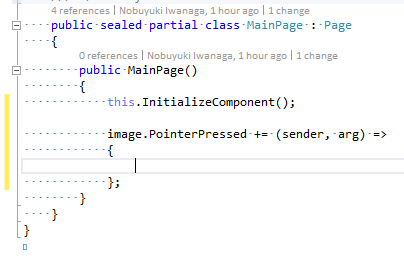 4 references | Nobuyuki Iwanaga, 1 hour ago | 1 change
public sealed partial class MainPage : Page
{
0 references | Nobuyuki Iwanaga, 1 hour ago | 1 change
public MainPage()
{
this.InitializeComponent();
image.PointerPressed += (sender, arg) =>
{
};
}
}
}